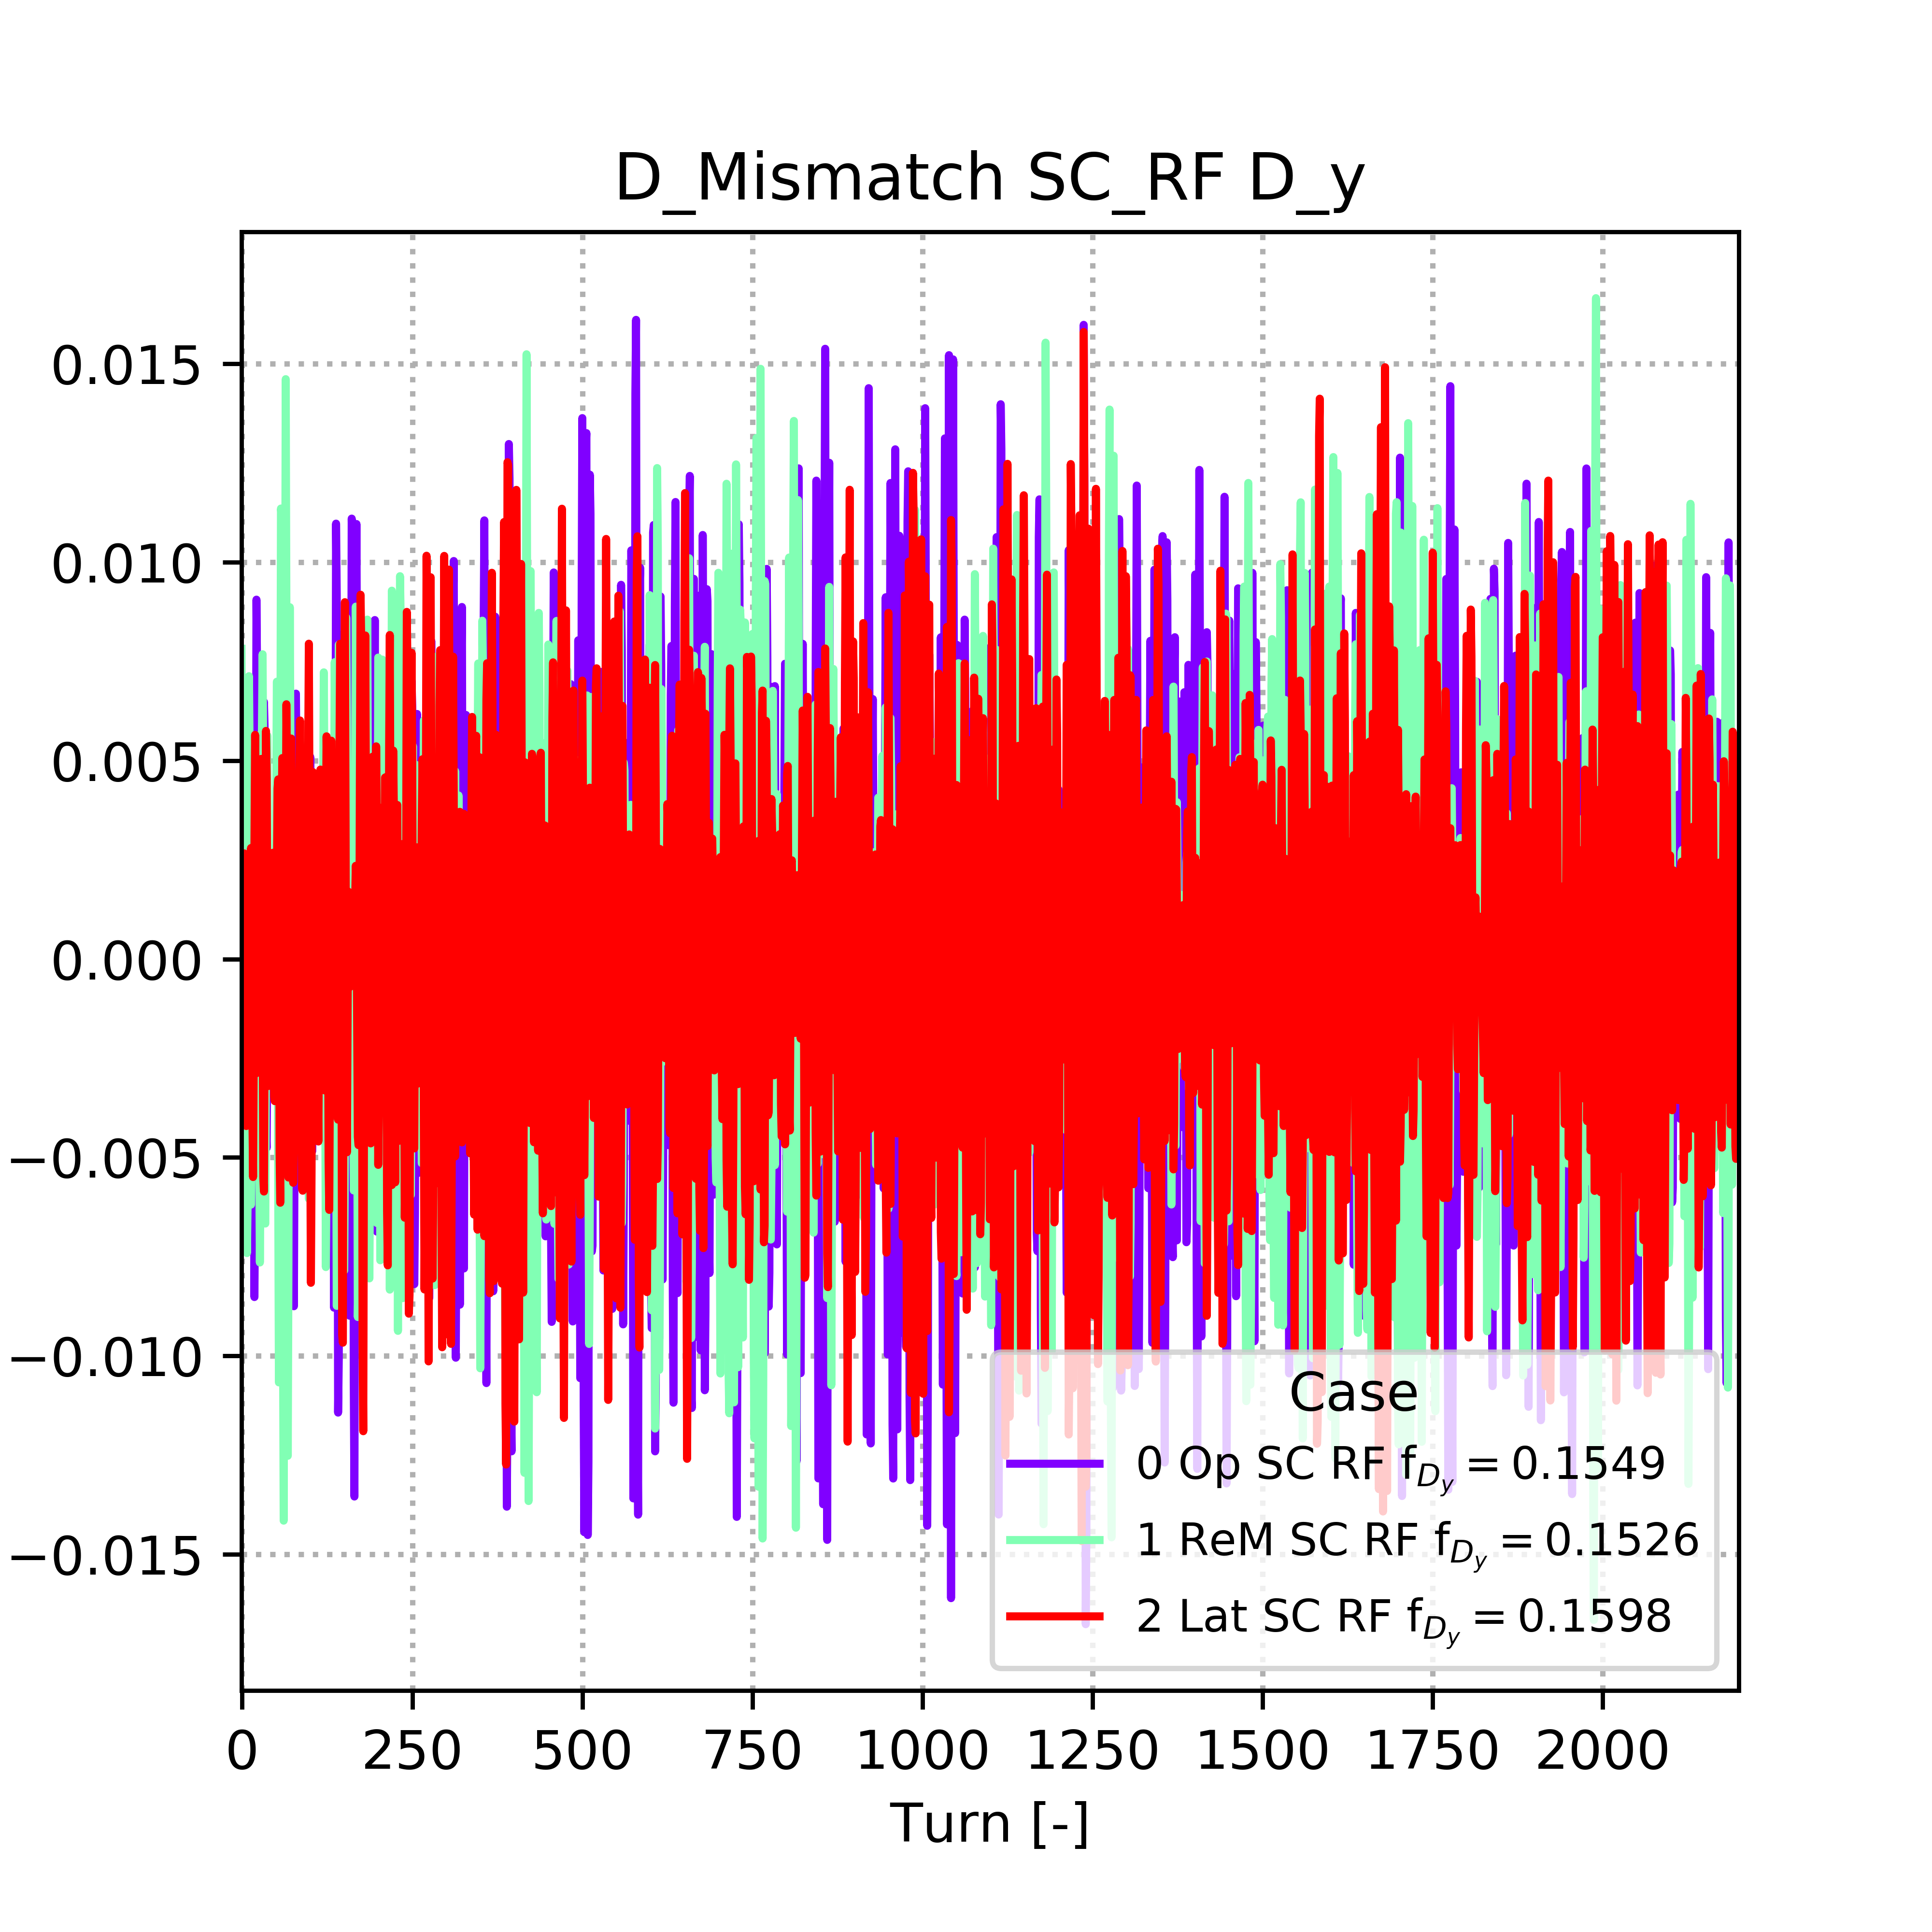 D_Mismatch SC_RF D_y
0.015
0.010
0.005
0.000
−0.005
−0.010
−0.015
Case
0 Op SC RF f_{D_y} = 0.1549
1 ReM SC RF f_{D_y} = 0.1526
2 Lat SC RF f_{D_y} = 0.1598
0 250 500 750 1000 1250 1500 1750 2000
Turn [-]